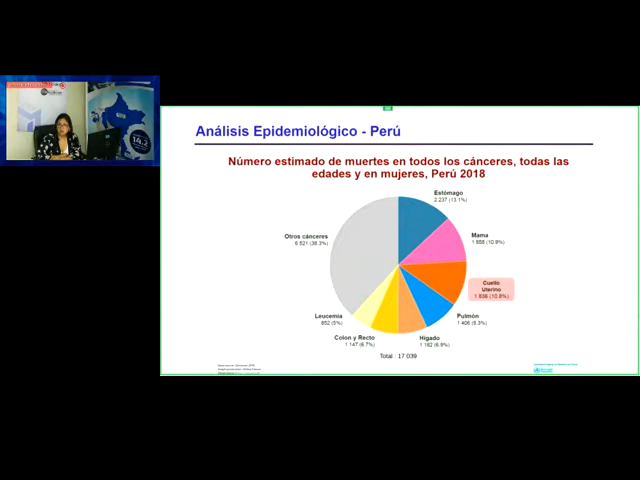 Análisis Epidemiológico - Perú
Número estimado de muertes en todos los cánceres, todas las
edades y en mujeres, Perú 2018
Estómago
2 237 (13.1%)
Otros cánceres
6 521 (38.3%)
Mama
1 858 (10.9%)
Cuello
Uterino
1 836 (10.8%)
Leucemia
852 (5%)
Pulmón
1 406 (8.3%)
Colon y Recto
1 147 (6.7%)
Hígado
1 182 (6.9%)
Total : 17 039
14.2